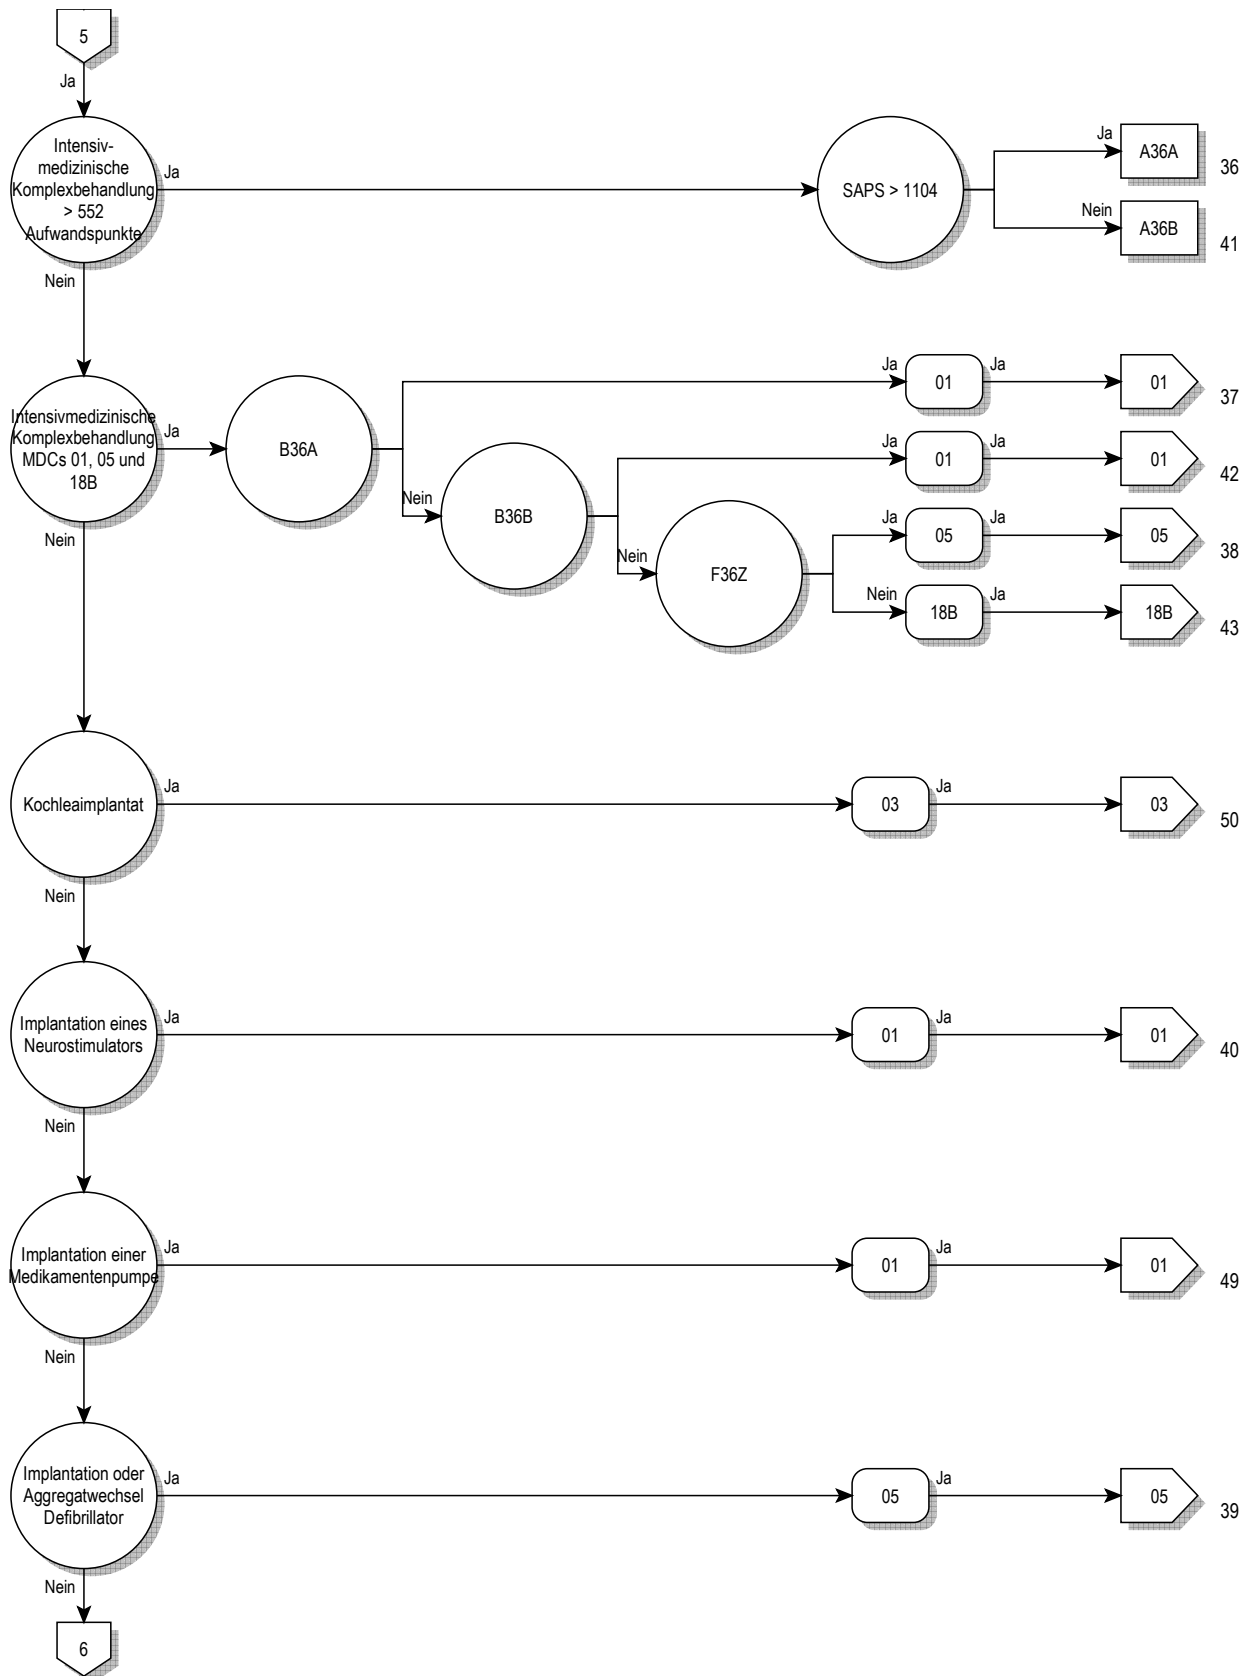 5
Ja
Intensiv-
medizinische
Komplexbehandlung
> 552
Aufwandspunkte
Ja
SAPS > 1104
Ja
A36A
36
Nein
A36B
41
Nein
Intensivmedizinische
Komplexbehandlung
MDCs 01, 05 und
18B
Ja
B36A
Ja
01
Ja
01
37
Nein
B36B
Ja
01
Ja
01
42
Nein
F36Z
Ja
05
Ja
05
38
Nein
18B
Ja
18B
43
Nein
Kochleaimplantat
Ja
03
Ja
03
50
Nein
Implantation eines
Neurostimulators
Ja
01
Ja
01
40
Nein
Implantation einer
Medikamentenpumpe
Ja
01
Ja
01
49
Nein
Implantation oder
Aggregatwechsel
Defibrillator
Ja
05
Ja
05
39
Nein
6